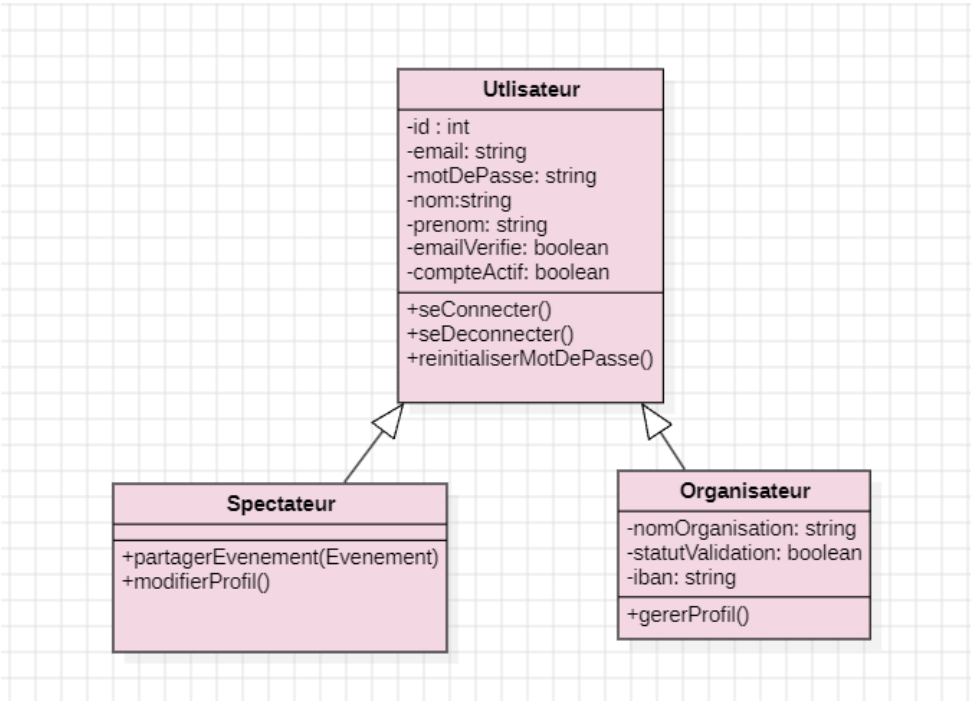 Utlisateur
-id : int
-email: string
-motDePasse: string
-nom:string
-prenom: string
-emailVerifie: boolean
-compteActif: boolean
+seConnecter()
+seDeconnecter()
+reinitialiserMotDePasse()
Spectateur
+partagerEvenement(Evenement)
+modifierProfil()
Organisateur
-nomOrganisation: string
-statutValidation: boolean
-iban: string
+gererProfil()